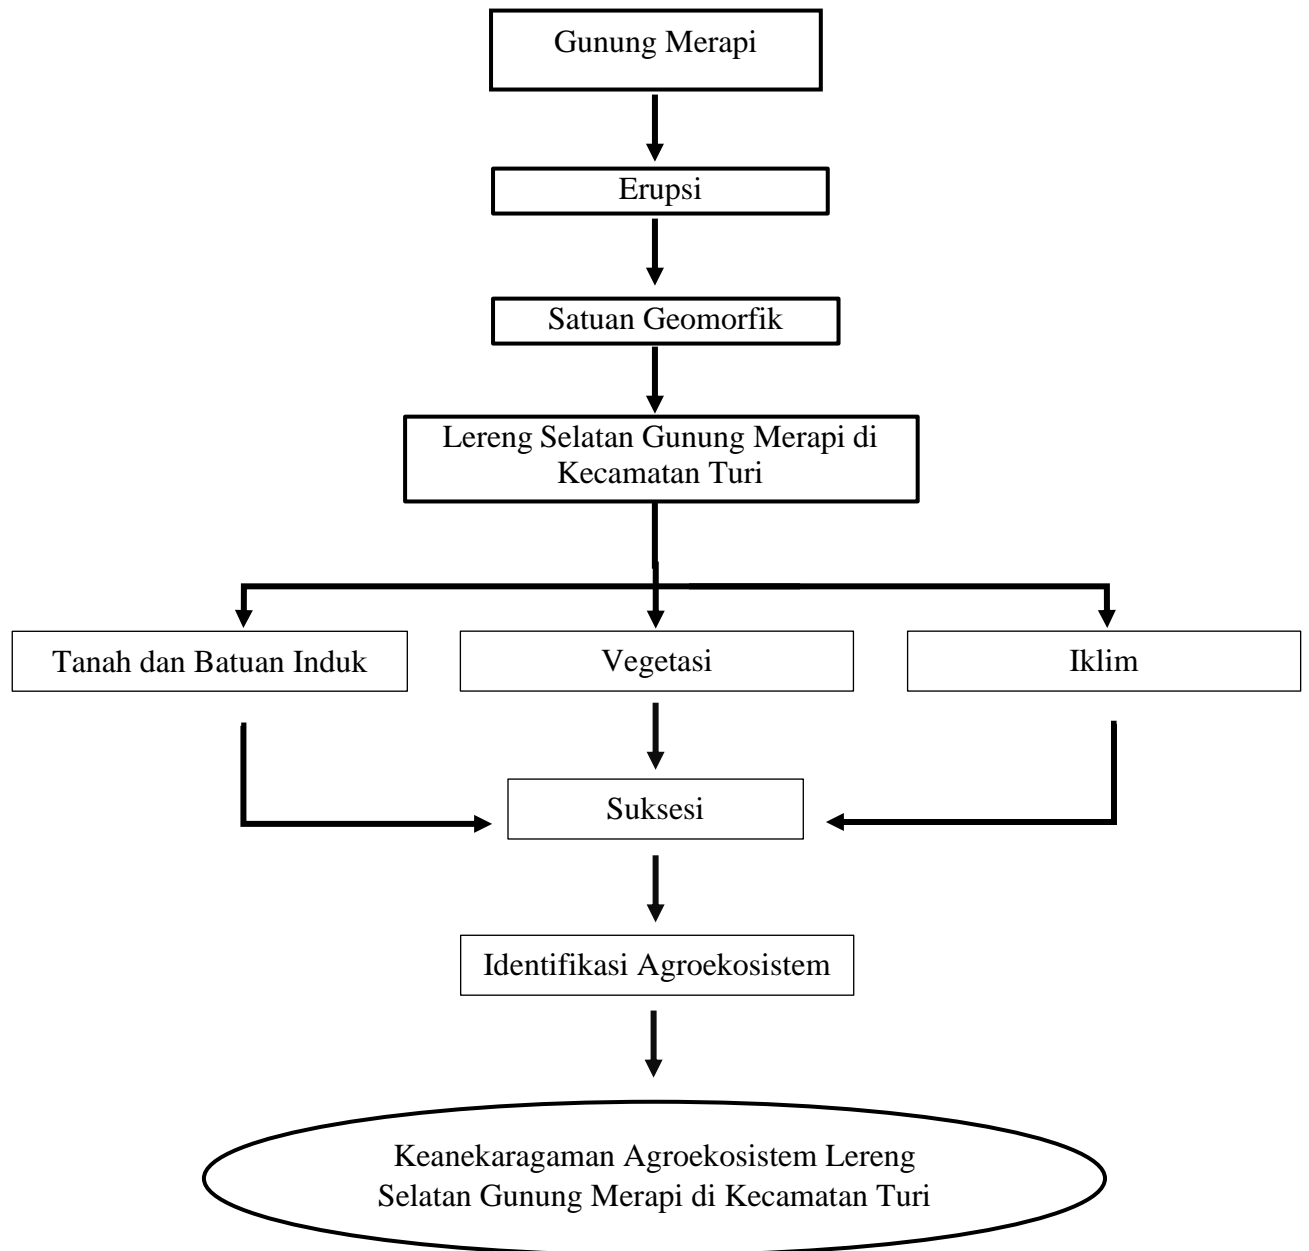 Gunung Merapi
Erupsi
Satuan Geomorfik
Lereng Selatan Gunung Merapi di
Kecamatan Turi
Tanah dan Batuan Induk
Vegetasi
Iklim
Suksesi
Identifikasi Agroekosistem
Keanekaragaman Agroekosistem Lereng
Selatan Gunung Merapi di Kecamatan Turi